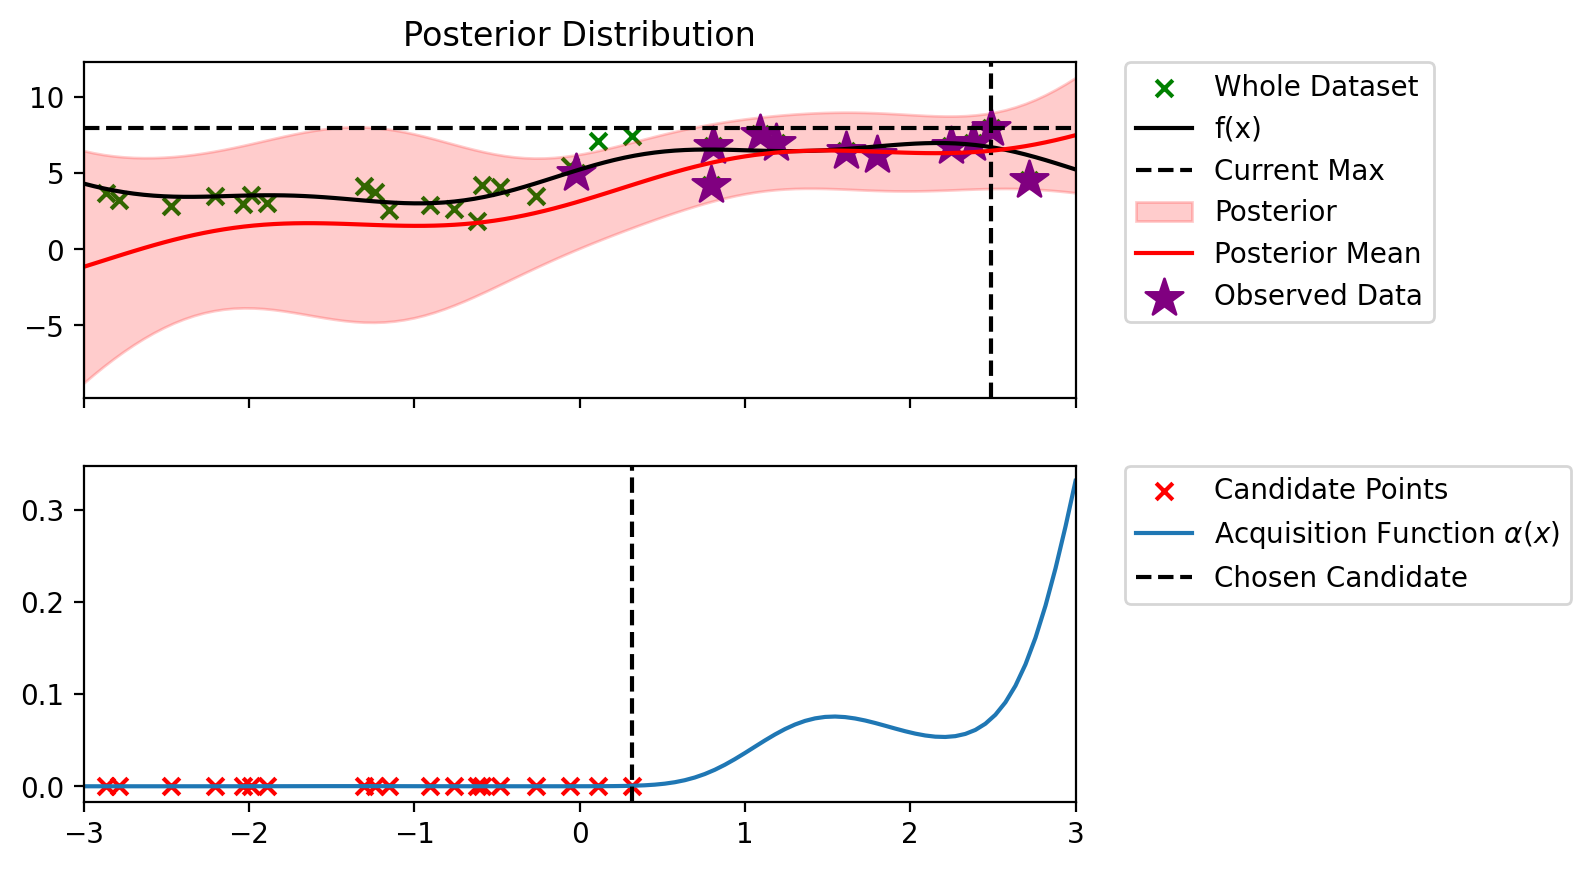 Posterior Distribution
10
5
0
−5
Whole Dataset
f(x)
Current Max
Posterior
Posterior Mean
Observed Data
0.3
0.2
0.1
0.0
−3 −2 −1 0 1 2 3
Candidate Points
Acquisition Function α(x)
Chosen Candidate